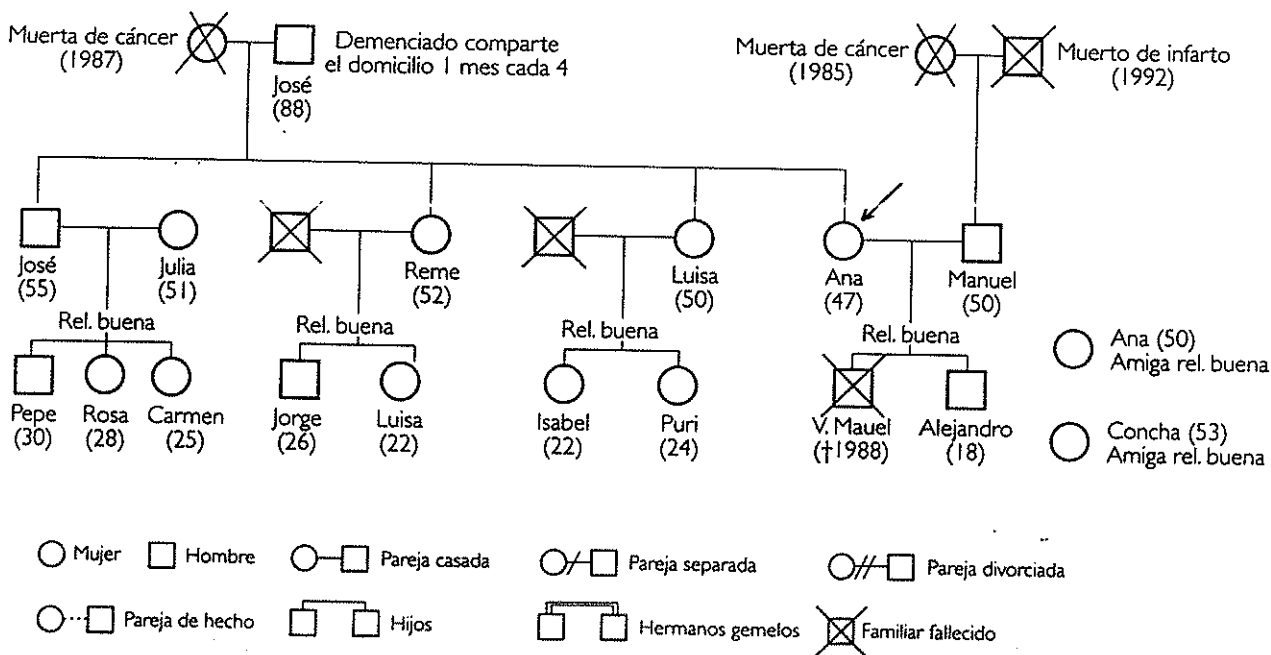 Muerta de cáncer
(1987)
José
(88)
Demenciado comparte
el domicilio 1 mes cada 4
Muerta de cáncer
(1985)
Muerto de infarto
(1992)
José
(55)
Julia
(51)
Reme
(52)
Luisa
(50)
Ana
(47)
Manuel
(50)
Rel. buena
Rel. buena
Rel. buena
Pepe
(30)
Rosa
(28)
Carmen
(25)
Jorge
(26)
Luisa
(22)
Isabel
(22)
Puri
(24)
V. Mauel
(†1988)
Alejandro
(18)
Ana (50)
Amiga rel. buena
Concha (53)
Amiga rel. buena
Mujer
Hombre
Pareja casada
Pareja separada
Pareja divorciada
Pareja de hecho
Hijos
Hermanos gemelos
Familiar fallecido